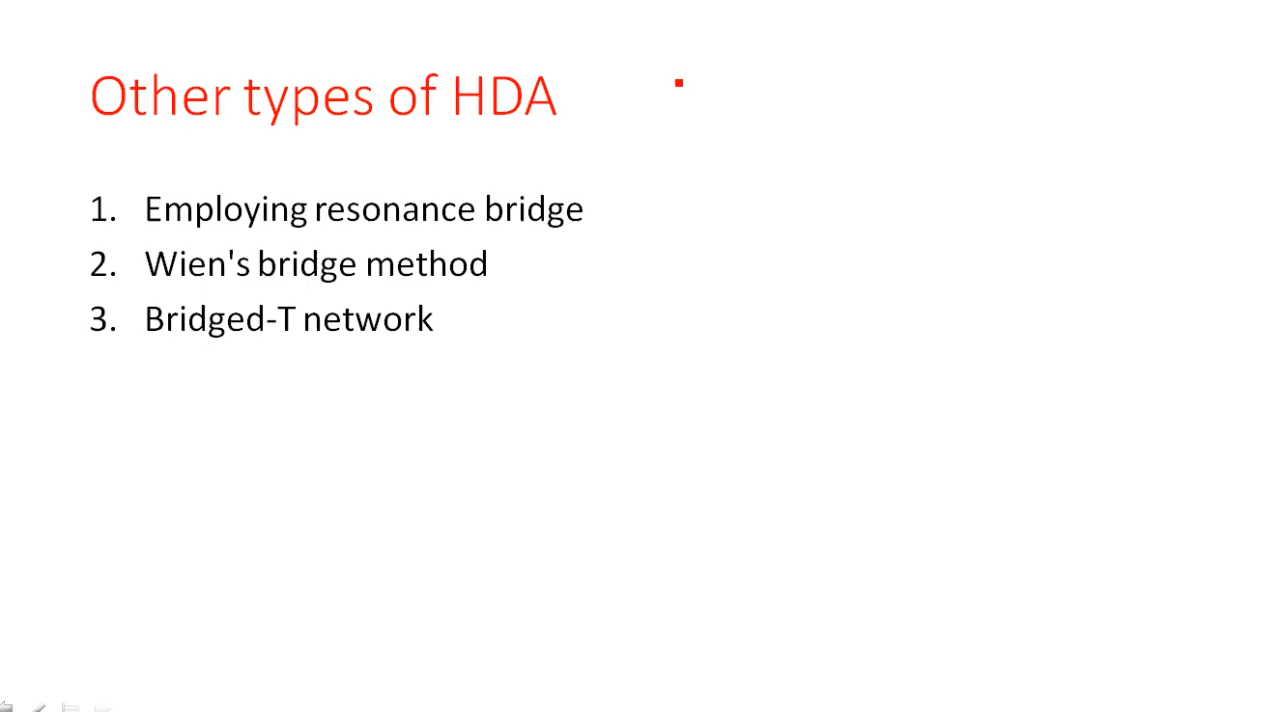 Other types of HDA
1. Employing resonance bridge
2. Wien's bridge method
3. Bridged-T network